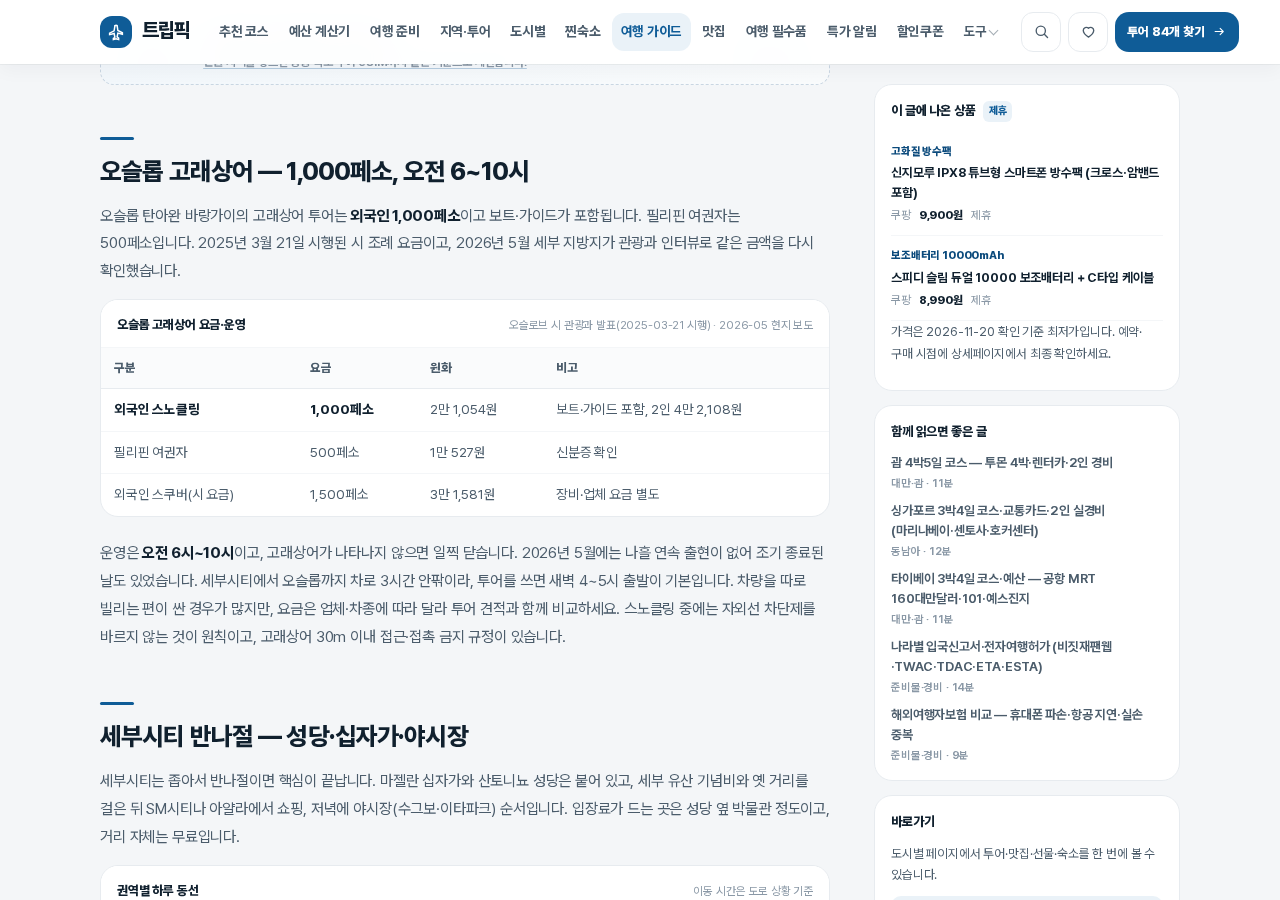 트립픽
추천 코스
예산 계산기
여행 준비
지역·투어
도시별
찐숙소
여행 가이드
맛집
여행 필수품
특가 알림
할인쿠폰
도구
투어 84개 찾기 →
오슬롭 고래상어 — 1,000페소, 오전 6~10시
오슬롭 탄아완 바랑가이의 고래상어 투어는 외국인 1,000페소이고 보트·가이드가 포함됩니다. 필리핀 여권자는
500페소입니다. 2025년 3월 21일 시행된 시 조례 요금이고, 2026년 5월 세부 지방지가 관광과 인터뷰로 같은 금액을 다시
확인했습니다.
오슬롭 고래상어 요금·운영
오슬로브 시 관광과 발표(2025-03-21 시행) · 2026-05 현지 보도
구분 요금 원화 비고
외국인 스노클링 1,000페소 2만 1,054원 보트·가이드 포함, 2인 4만 2,108원
필리핀 여권자 500페소 1만 527원 신분증 확인
외국인 스쿠버(시 요금) 1,500페소 3만 1,581원 장비·업체 요금 별도
운영은 오전 6시~10시이고, 고래상어가 나타나지 않으면 일찍 닫습니다. 2026년 5월에는 나흘 연속 출현이 없어 조기 종료된
날도 있었습니다. 세부시티에서 오슬롭까지 차로 3시간 안팎이라, 투어를 쓰면 새벽 4~5시 출발이 기본입니다. 차량을 따로
빌리는 편이 싼 경우가 많지만, 요금은 업체·차종에 따라 달라 투어 견적과 함께 비교하세요. 스노클링 중에는 자외선 차단제를
바르지 않는 것이 원칙이고, 고래상어 30m 이내 접근·접촉 금지 규정이 있습니다.
세부시티 반나절 — 성당·십자가·야시장
세부시티는 좁아서 반나절이면 핵심이 끝납니다. 마젤란 십자가와 산토니뇨 성당은 붙어 있고, 세부 유산 기념비와 옛 거리를
걸은 뒤 SM시티나 아얄라에서 쇼핑, 저녁에 야시장(수그보·이타파크) 순서입니다. 입장료가 드는 곳은 성당 옆 박물관 정도이고,
거리 자체는 무료입니다.
권역별 하루 동선
이동 시간은 도로 상황 기준
이 글에 나온 상품 제휴
고화질방수팩
신지모루 IPX8 튜브형 스마트폰 방수팩 (크로스·암밴드
포함)
쿠팡 9,900원 제휴
보조배터리 10000mAh
스피디 슬림 듀얼 10000 보조배터리 + C타입 케이블
쿠팡 8,990원 제휴
가격은 2026-11-20 확인 기준 최저가입니다. 예약·
구매 시점에 상세페이지에서 최종 확인하세요.
함께 읽으면 좋은 글
괌 4박5일 코스 — 투몬 4박·렌터카·2인 경비
대만·괌 · 11분
싱가포르 3박4일 코스·교통카드·2인 실경비
(마리나베이·센토사·호커센터)
동남아 · 12분
타이베이 3박4일 코스·예산 — 공항 MRT
160대만달러·101·예스진지
대만·괌 · 11분
나라별 입국신고서·전자여행허가 (비짓재팬웹
·TWAC·TDAC·ETA·ESTA)
준비물·경비 · 14분
해외여행자보험 비교 — 휴대폰 파손·항공 지연·실손
중복
준비물·경비 · 9분
바로가기
도시별 페이지에서 투어·맛집·선물·숙소를 한 번에 볼 수
있습니다.